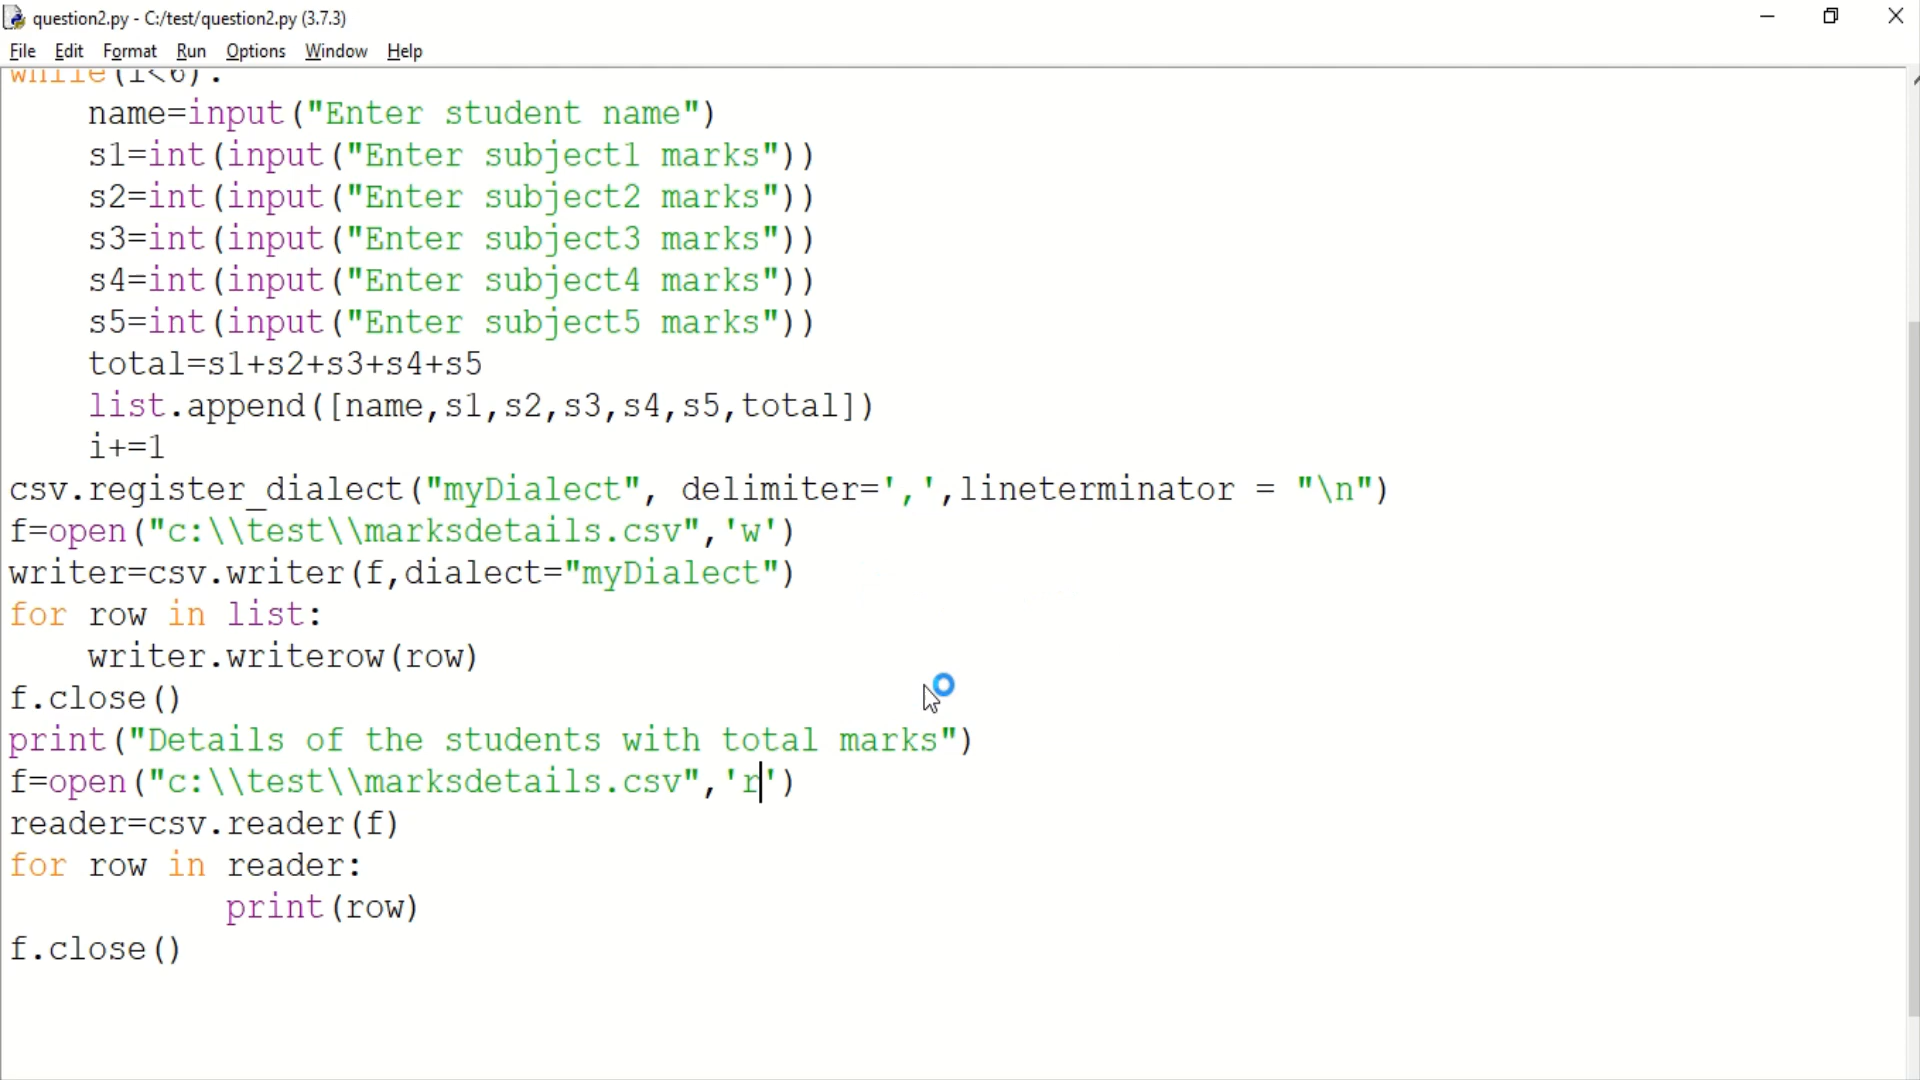 question2.py - C:/test/question2.py (3.7.3)
File Edit Format Run Options Window Help
while(i<6):
    name=input("Enter student name")
    s1=int(input("Enter subject1 marks"))
    s2=int(input("Enter subject2 marks"))
    s3=int(input("Enter subject3 marks"))
    s4=int(input("Enter subject4 marks"))
    s5=int(input("Enter subject5 marks"))
    total=s1+s2+s3+s4+s5
    list.append([name,s1,s2,s3,s4,s5,total])
    i+=1
csv.register_dialect("myDialect", delimiter=',',lineterminator = "\n")
f=open("c:\\test\\marksdetails.csv",'w')
writer=csv.writer(f,dialect="myDialect")
for row in list:
    writer.writerow(row)
f.close()
print("Details of the students with total marks")
f=open("c:\\test\\marksdetails.csv",'r')
reader=csv.reader(f)
for row in reader:
           print(row)
f.close()